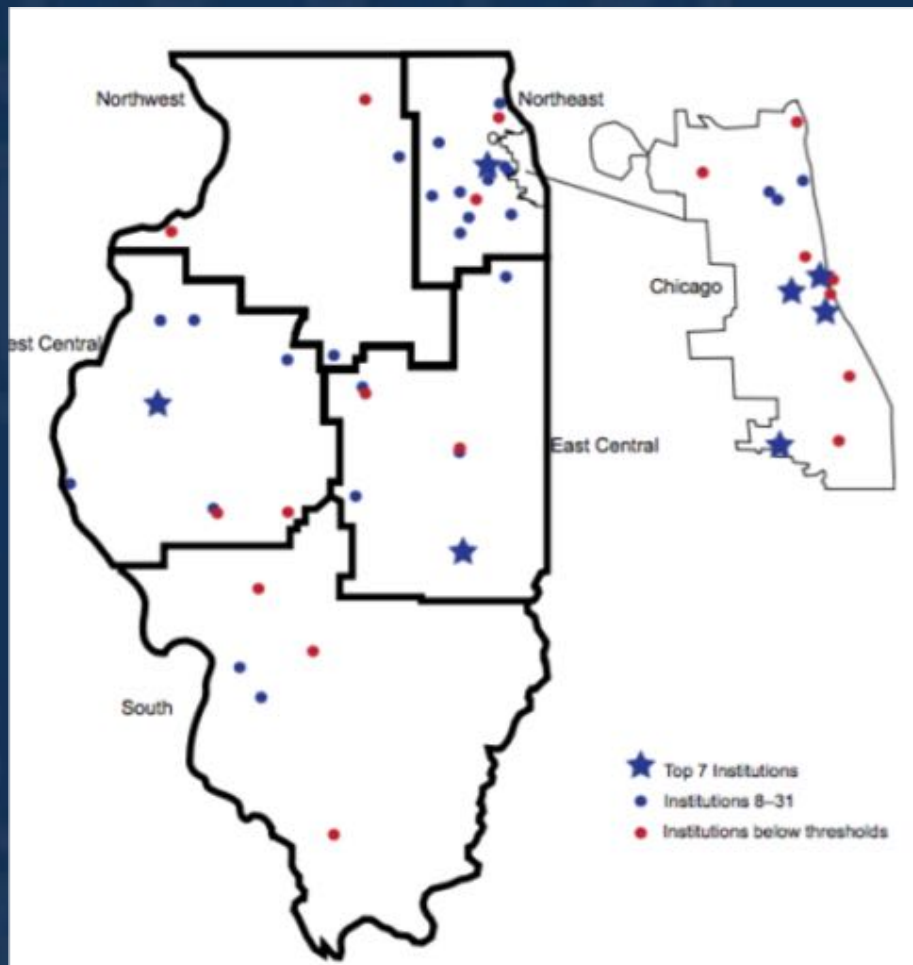 Northwest
Northeast
Chicago
est Central
East Central
South
Top 7 Institutions
Institutions 8–31
Institutions below thresholds